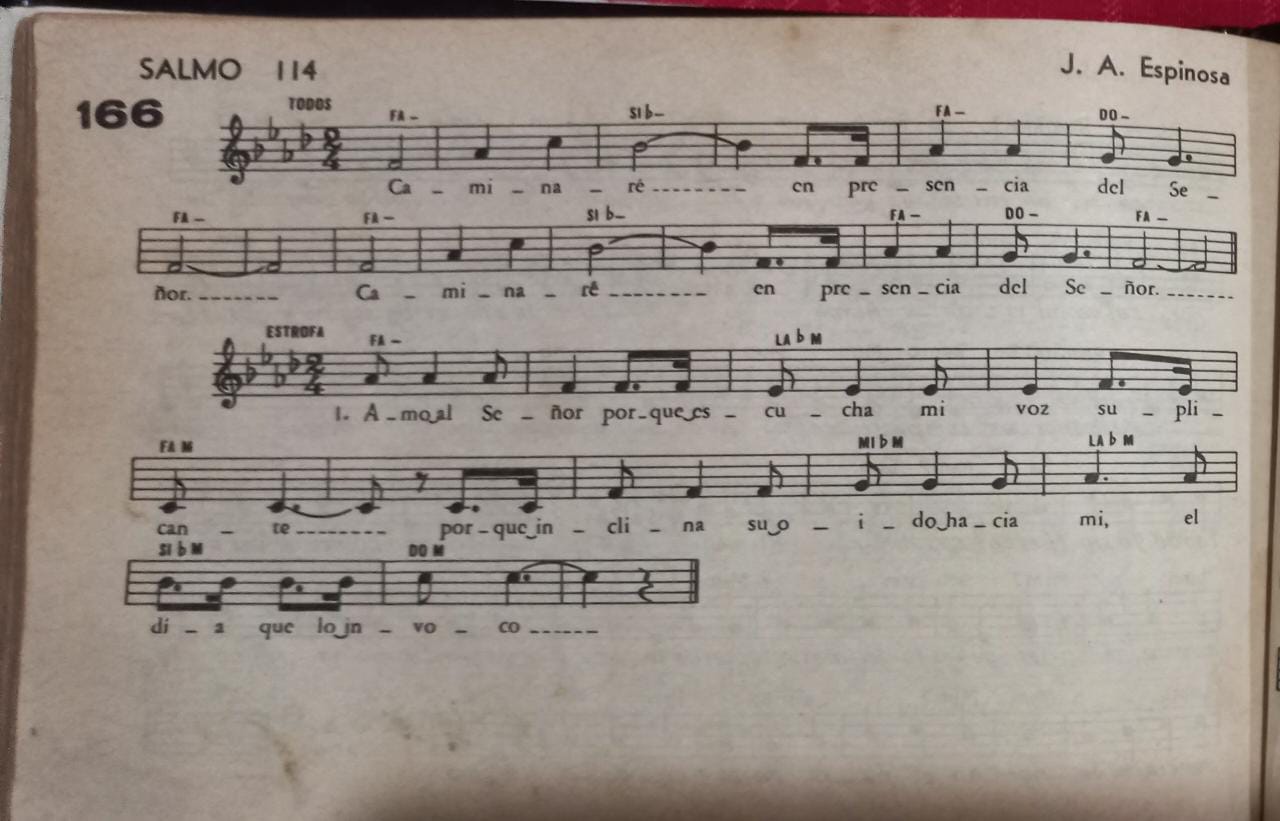 SALMO 114 J. A. Espinosa
166 TODOS
FA – SI b– FA – DO –
Ca – mi – na – ré -------- en pre – sen – cia del Se –
FA – FA – SI b– FA – DO – FA –
ñor. ------- Ca – mi – na – ré -------- en pre – sen – cia del Se – ñor. -------
ESTROFA
FA – LA b M
1. A – mo‿al Se – ñor por – que‿es – cu – cha mi voz su – pli –
FA M MI b M LA b M
can – te -------- por – que‿in – cli – na su‿o – i – do‿ha – cia mi, el
SI b M DO M
di – a que lo‿in – vo – co ------